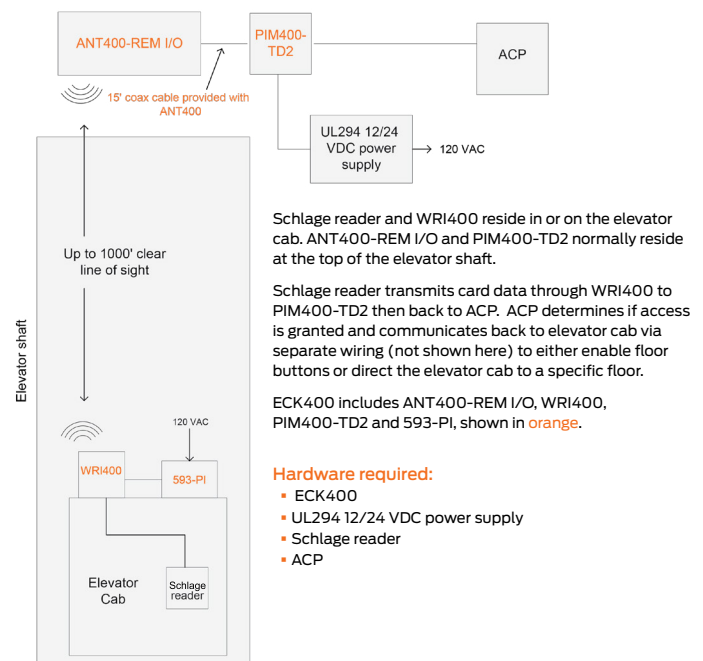 ANT400-REM I/O
PIM400-
TD2
ACP
15' coax cable provided with
ANT400
UL294 12/24
VDC power
supply
120 VAC
Up to 1000' clear
line of sight
Elevator shaft
120 VAC
WRI400
593-PI
Elevator
Cab
Schlage
reader
Schlage reader and WRI400 reside in or on the elevator
cab. ANT400-REM I/O and PIM400-TD2 normally reside
at the top of the elevator shaft.
Schlage reader transmits card data through WRI400 to
PIM400-TD2 then back to ACP. ACP determines if access
is granted and communicates back to elevator cab via
separate wiring (not shown here) to either enable floor
buttons or direct the elevator cab to a specific floor.
ECK400 includes ANT400-REM I/O, WRI400,
PIM400-TD2 and 593-PI, shown in orange.
Hardware required:
▪ ECK400
▪ UL294 12/24 VDC power supply
▪ Schlage reader
▪ ACP